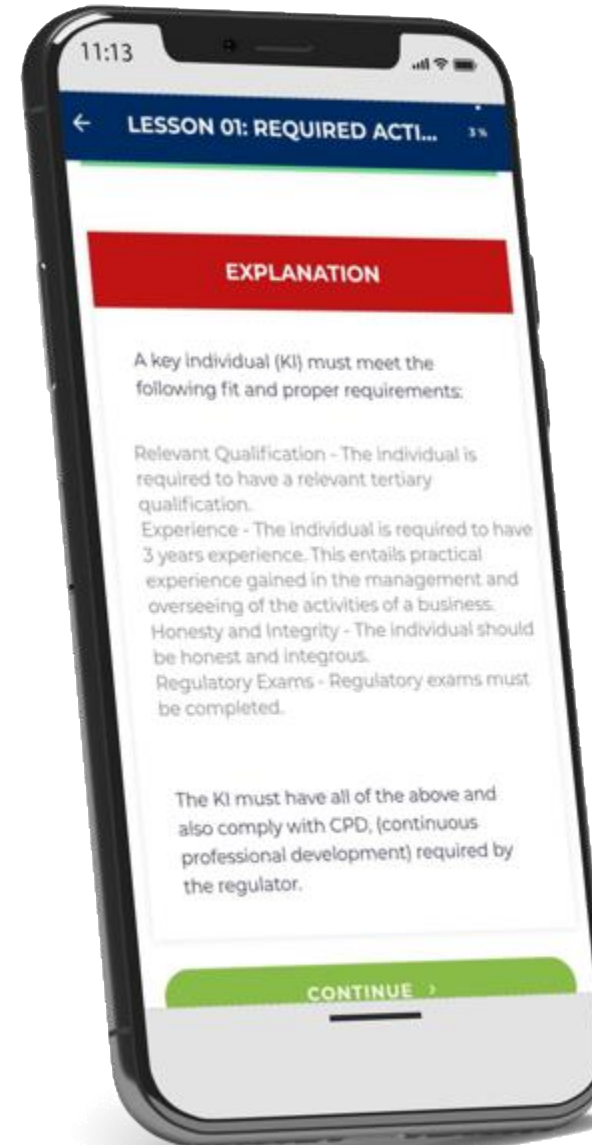 11:13
LESSON 01: REQUIRED ACTI...
3%
EXPLANATION
A key individual (KI) must meet the
following fit and proper requirements:
Relevant Qualification - The individual is
required to have a relevant tertiary
qualification.
Experience - The individual is required to have
3 years experience. This entails practical
experience gained in the management and
overseeing of the activities of a business.
Honesty and Integrity - The individual should
be honest and integrous.
Regulatory Exams - Regulatory exams must
be completed.
The KI must have all of the above and
also comply with CPD, (continuous
professional development) required by
the regulator.
CONTINUE >